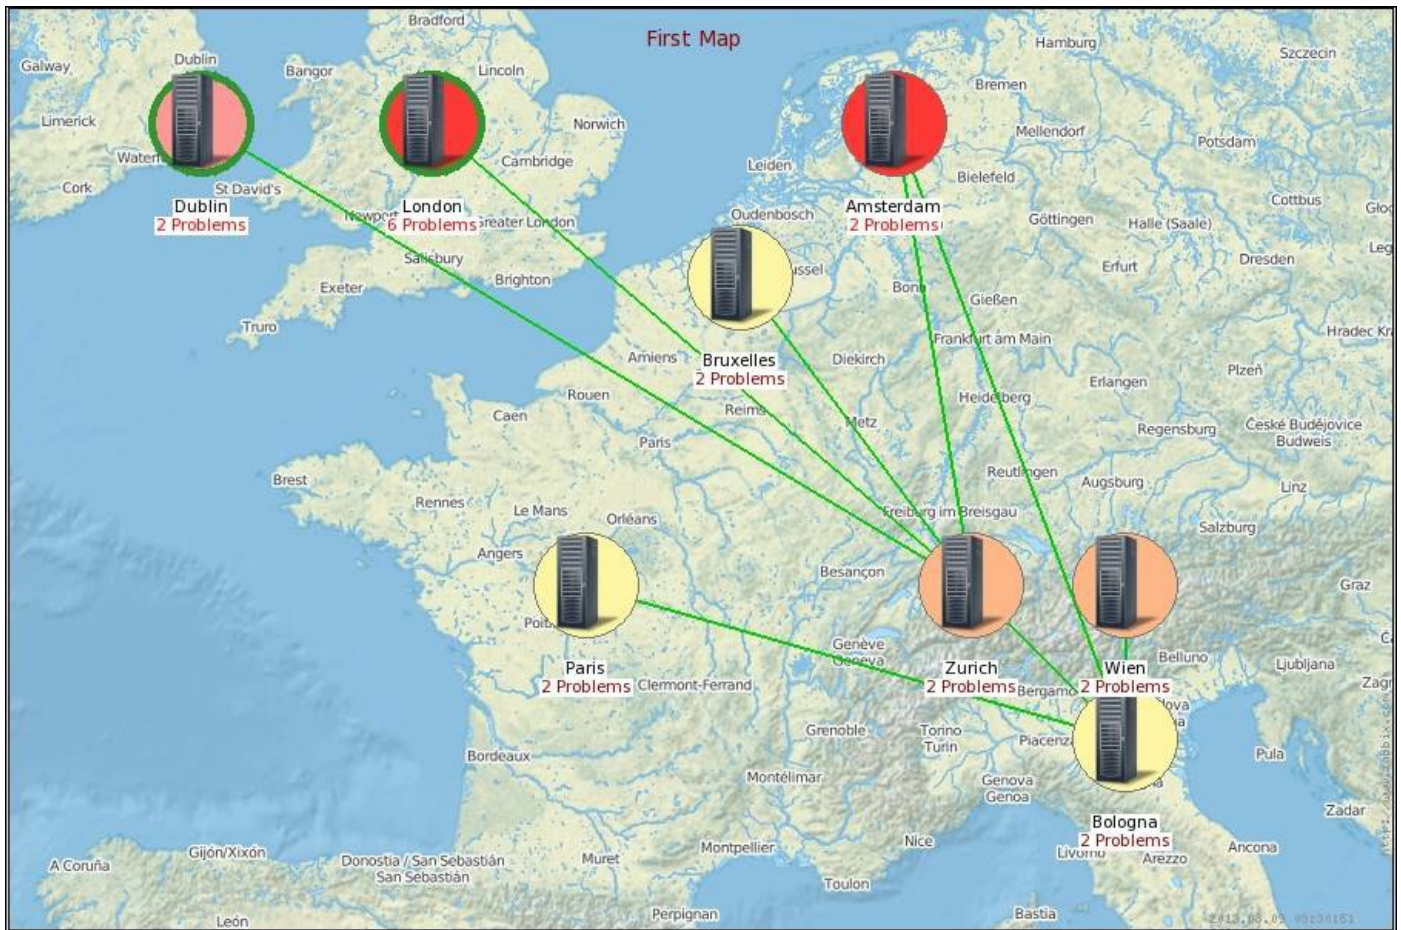 Bradford
First Map
Hamburg
Szczecin
Galway
Dublin
Bangor
Lincoln
Bremen
Limerick
Norwich
Mellendorf
Potsdam
Cambridge
Leiden
Bielefeld
Cork
St David's
Cottbus
Dublin
2 Problems
London
6 Problems
Greater London
Oudenbosch
Amsterdam
2 Problems
Göttingen
Halle (Saale)
Salisbury
Brighton
Exeter
Erfurt
Dresden
Bonn
Gießen
Truro
Frankfurt am Main
Amiens
Bruxelles
2 Problems
Diekirch
Plzeň
Erlangen
Rouen
Heidelberg
Caen
Reims
Metz
Regensburg
České Budějovice
Budweis
Paris
Brest
Reutlingen
Augsburg
Linz
Rennes
Le Mans
Orléans
Freiburg im Breisgau
Salzburg
Angers
Besançon
Graz
Genève
Geneva
Belluno
Ljubljana
Paris
2 Problems
Clermont-Ferrand
Zurich
2 Problems
Bergamo
Wien
2 Problems
Grenoble
Torino
Turin
Piacenza
Bordeaux
Pula
Montélimar
Genova
Genoa
Zadar
Bologna
2 Problems
Nice
Livorno
Arezzo
Ancona
A Coruña
Gijón/Xixón
Donostia / San Sebastián
San Sebastián
Muret
Montpellier
Toulon
León
Perpignan
Bastia